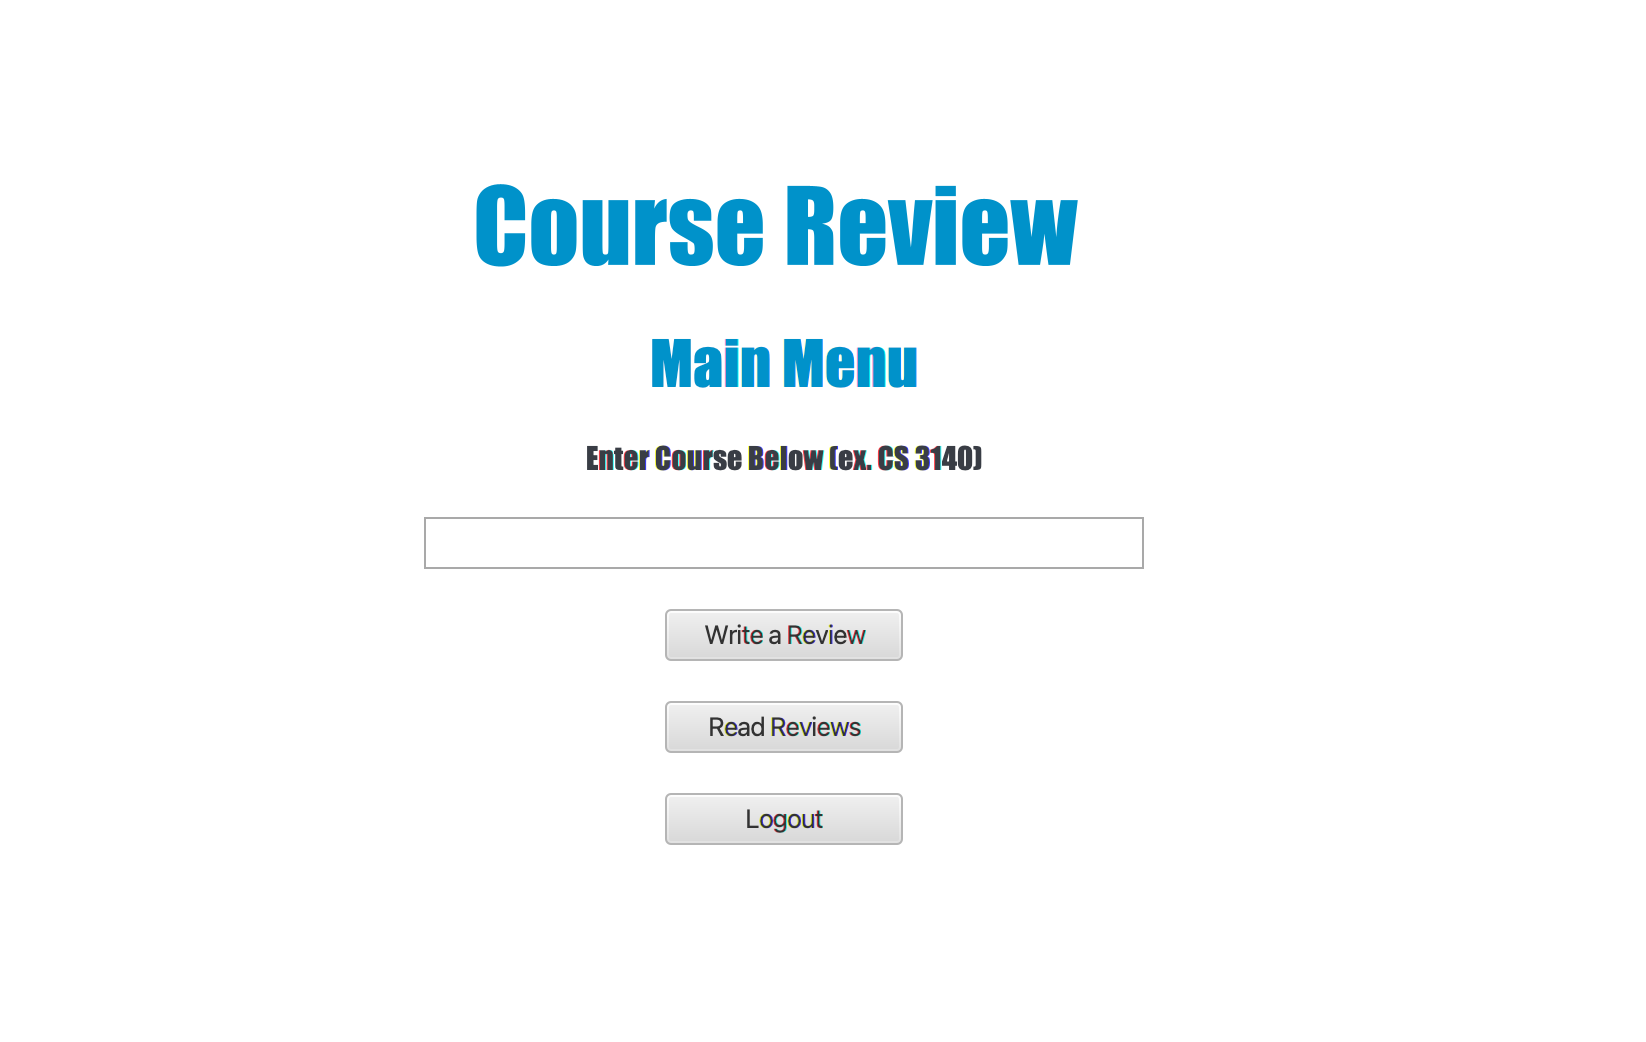 Course Review
Main Menu
Enter Course Below (ex. CS 3140)
Write a Review
Read Reviews
Logout